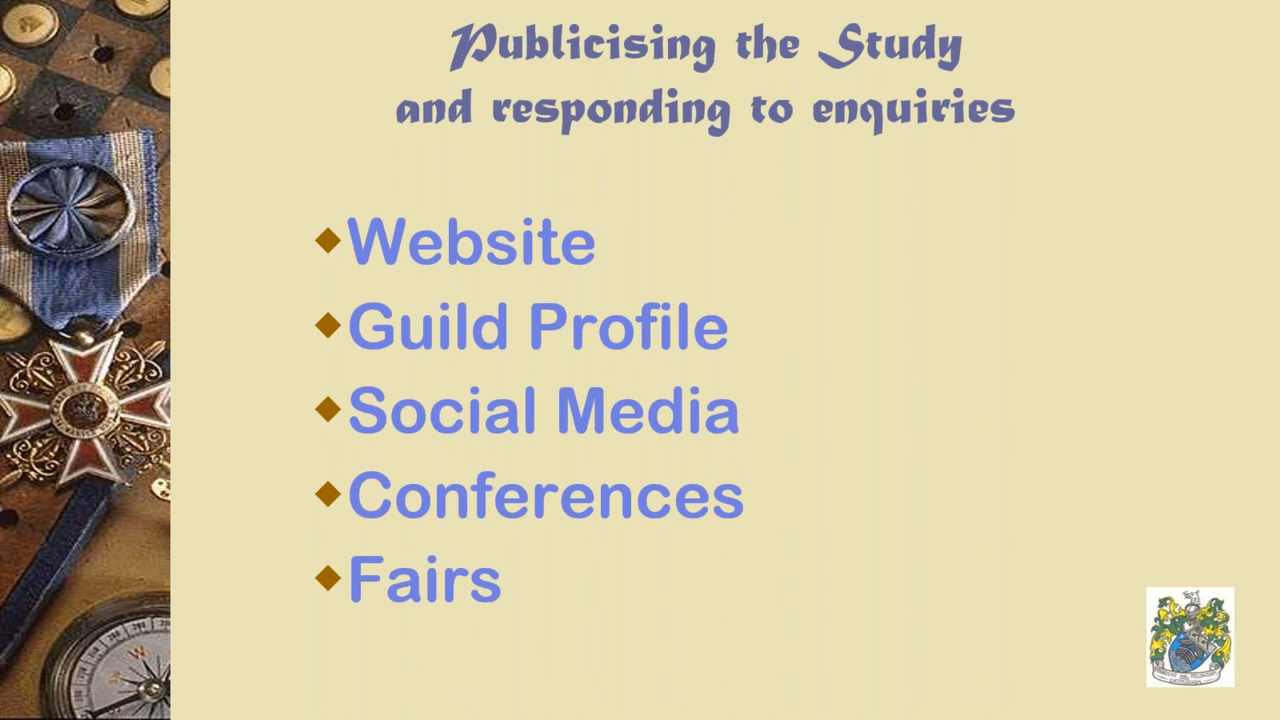 Publicising the Study
and responding to enquiries
Website
Guild Profile
Social Media
Conferences
Fairs